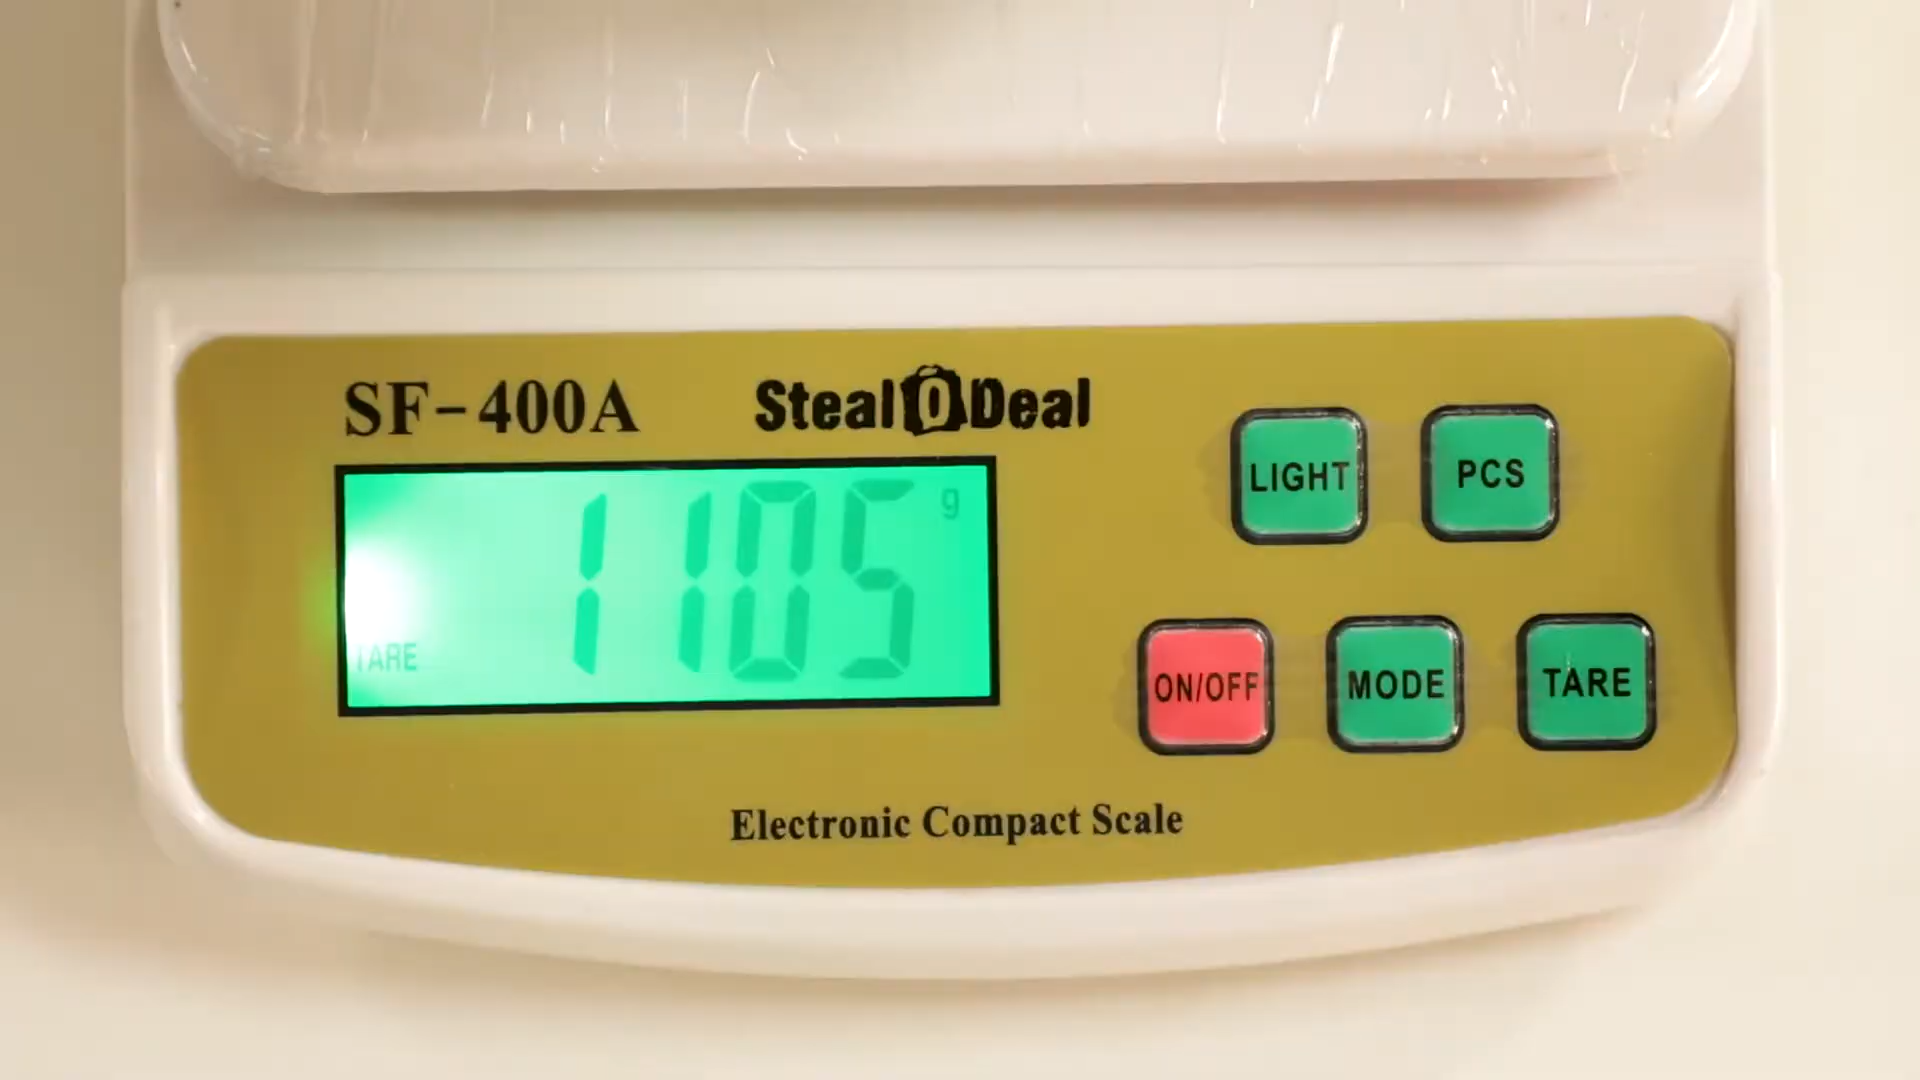 SF-400A StealODeal
1105 g
TARE
LIGHT PCS
ON/OFF MODE TARE
Electronic Compact Scale